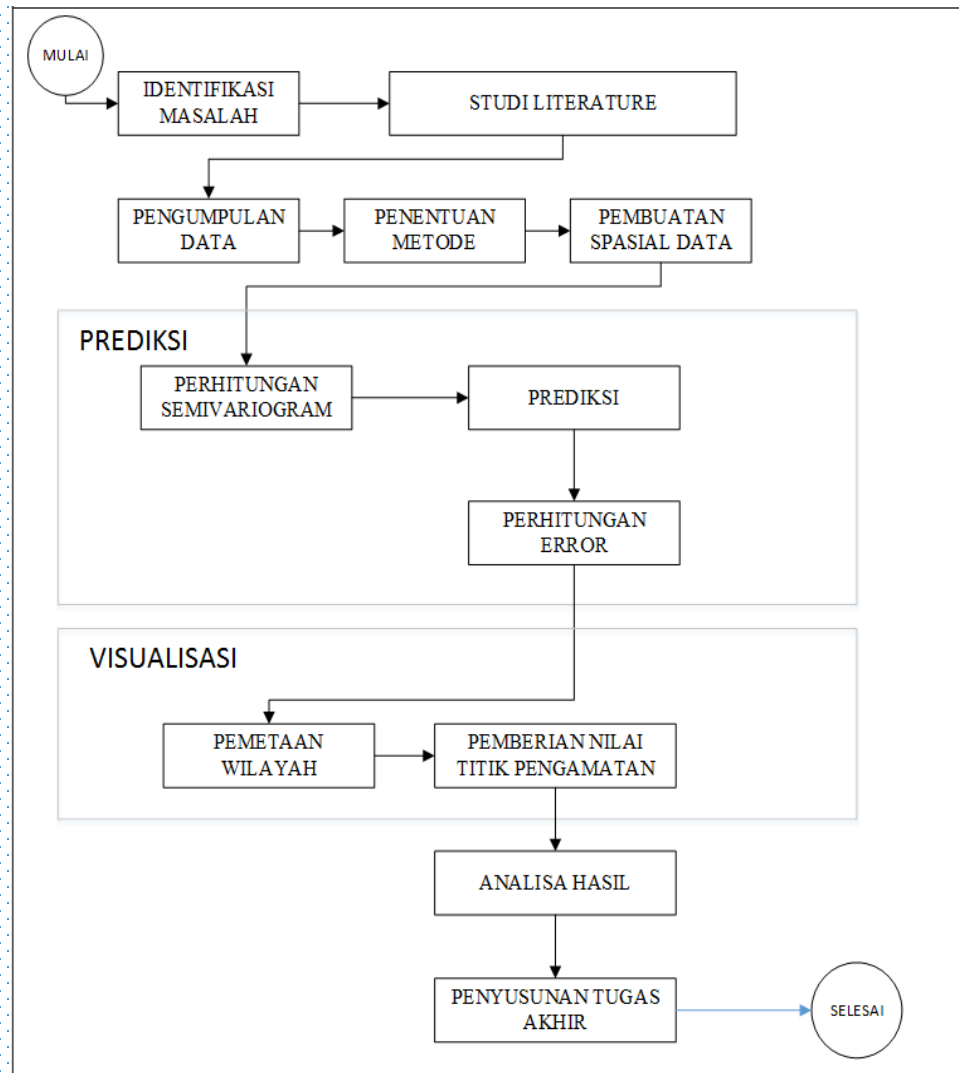 MULAI
IDENTIFIKASI
MASALAH
STUDI LITERATURE
PENGUMPULAN
DATA
PENENTUAN
METODE
PEMBUATAN
SPASIAL DATA
PREDIKSI
PERHITUNGAN
SEMIVARIOGRAM
PREDIKSI
PERHITUNGAN
ERROR
VISUALISASI
PEMETAAN
WILAYAH
PEMBERIAN NILAI
TITIK PENGAMATAN
ANALISA HASIL
PENYUSUNAN TUGAS
AKHIR
SELESAI